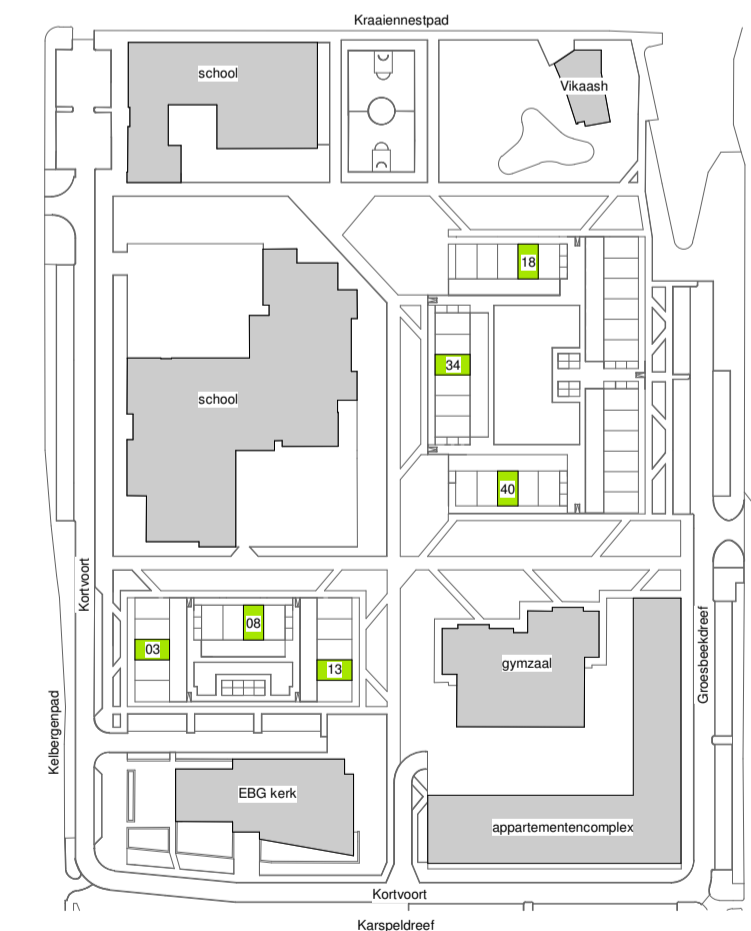 Kraaiennestpad
school
Vikaash
18
34
school
40
Kortvoort
08
03
13
gymzaal
Groesbeekdreef
Kelbergenpad
EBG kerk
appartementencomplex
Kortvoort
Karspeldreef